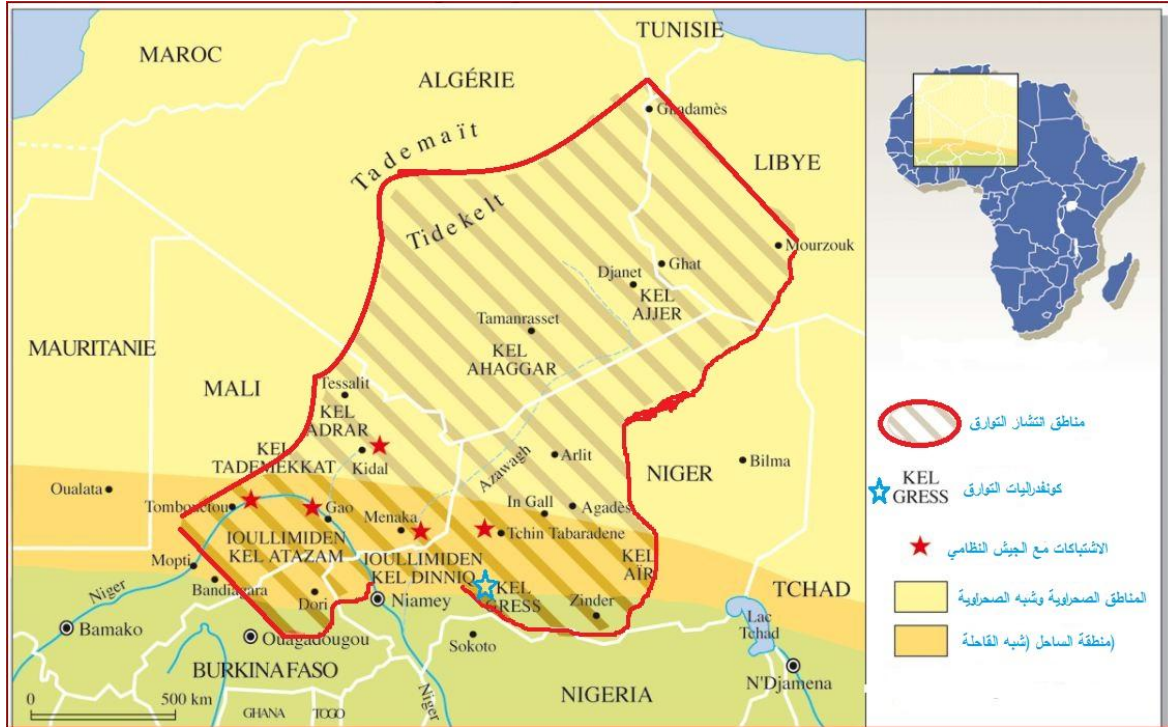 MAROC
TUNISIE
ALGÉRIE
Ghadamès
Tademaït
LIBYE
Tidekelt
Mourzouk
Ghat
Djanet
KEL
AJJER
Tamanrasset
KEL
AHAGGAR
MAURITANIE
MALI
Tessalit
KEL
ADRAR
KEL
TADEMEKKAT
Kidal
Azawagh
Arlit
NIGER
Bilma
Oualata
Tombouctou
Gao
Menaka
In Gall
Agadès
Tchin Tabaradene
IOULLIMIDEN
KEL ATAZAM
IOULLIMIDEN
KEL DINNIQ
KEL
AÏR
Mopti
Bandiagara
Dori
Niamey
KEL
GRESS
Zinder
TCHAD
Niger
Bamako
Ouagadougou
Sokoto
Lac
Tchad
BURKINA FASO
Niger
NIGERIA
N'Djamena
0
500 km
GHANA
TOGO
مناطق انتشار التوارق
KEL
GRESS
كونفدراليات التوارق
الاشتباكات مع الجيش النظامي
المناطق الصحراوية وشبه الصحراوية
(منطقة الساحل (شبه القاحلة